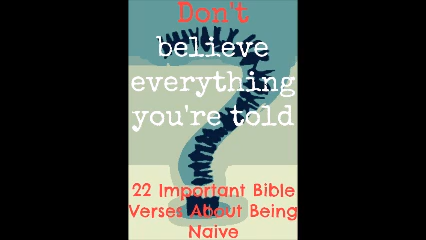 Don't
believe
everything
you're told
22 Important Bible
Verses About Being
Naive